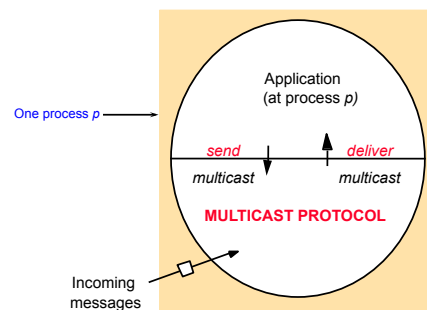 Application
(at process p)
One process p
send deliver
multicast multicast
MULTICAST PROTOCOL
Incoming
messages